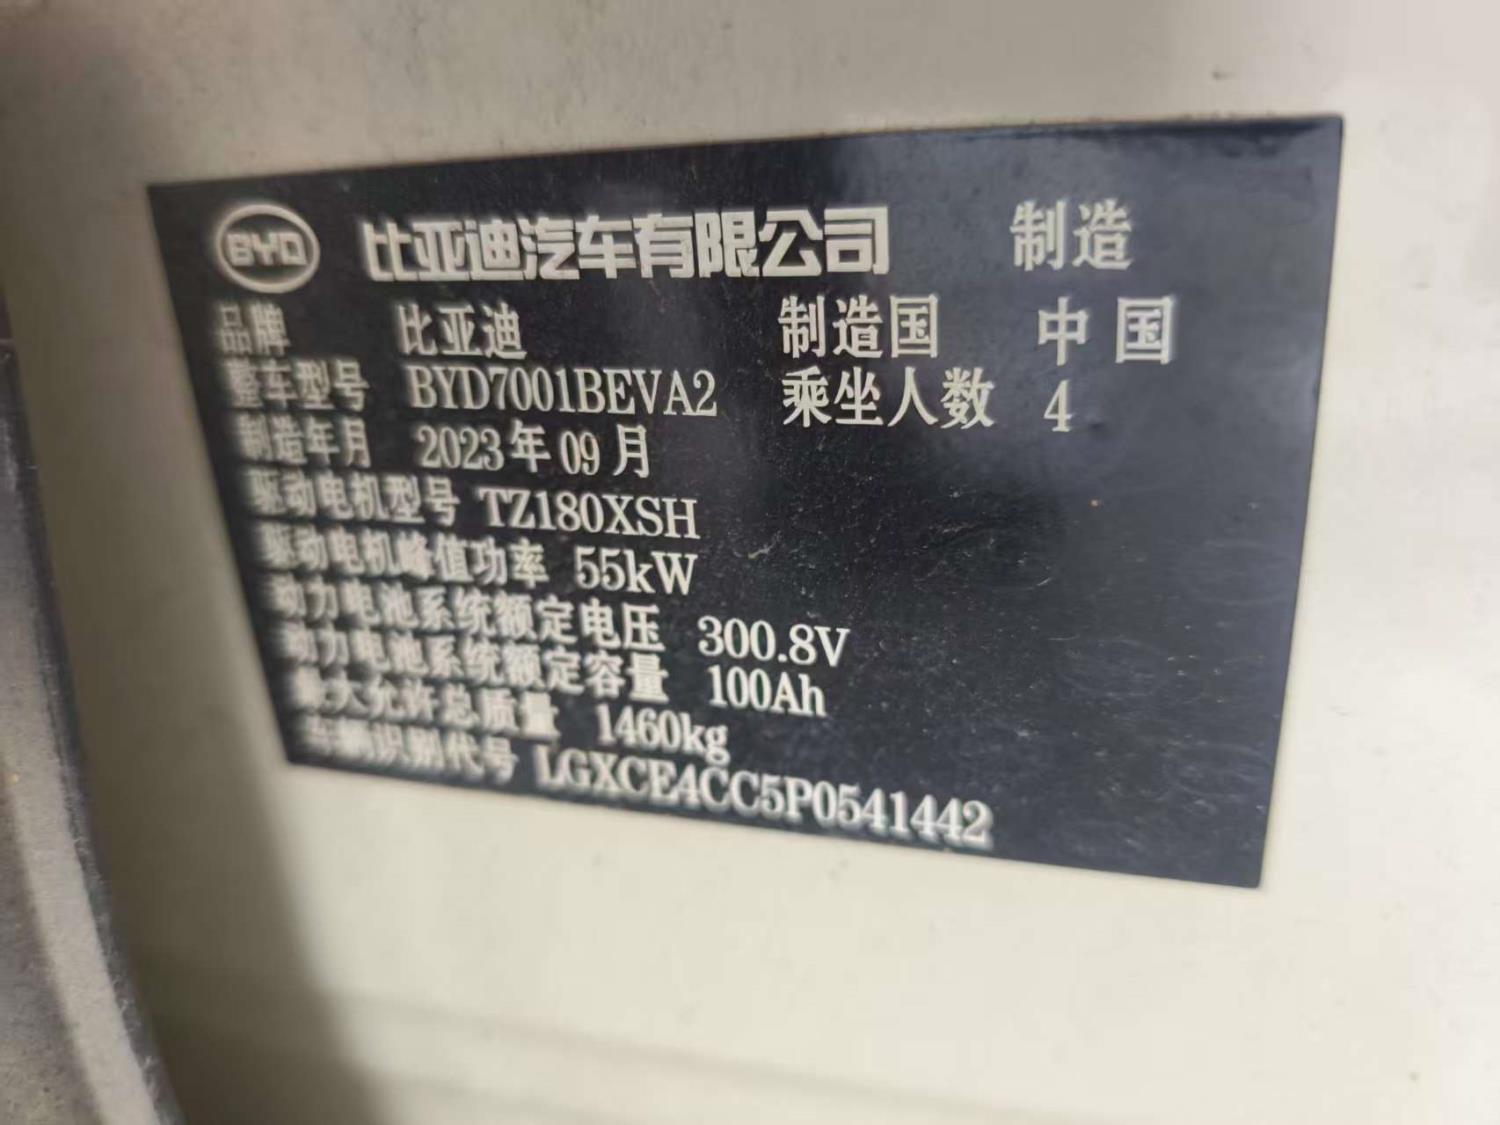 BYD 比亚迪汽车有限公司 制造
品牌 比亚迪 制造国 中国
整车型号 BYD7001BEVA2 乘坐人数 4
制造年月 2023年09月
驱动电机型号 TZ180XSH
驱动电机峰值功率 55kW
动力电池系统额定电压 300.8V
动力电池系统额定容量 100Ah
最大允许总质量 1460kg
车辆识别代号 LGXCE4CC5P0541442